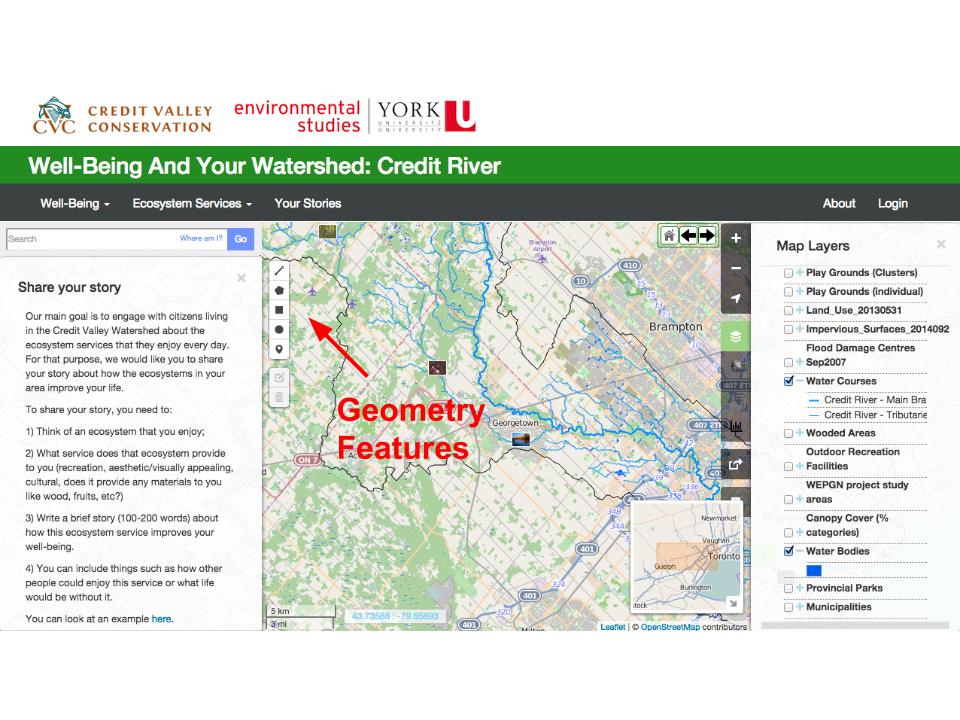 CVC
CREDIT VALLEY
CONSERVATION
environmental
studies
YORK U
UNIVERSITÉ
UNIVERSITY
Well-Being And Your Watershed: Credit River
Well-Being
Ecosystem Services
Your Stories
About
Login
Search
Where am I?
Go
Share your story
Our main goal is to engage with citizens living
in the Credit Valley Watershed about the
ecosystem services that they enjoy every day.
For that purpose, we would like you to share
your story about how the ecosystems in your
area improve your life.
To share your story, you need to:
1) Think of an ecosystem that you enjoy;
2) What service does that ecosystem provide
to you (recreation, aesthetic/visually appealing,
cultural, does it provide any materials to you
like wood, fruits, etc?)
3) Write a brief story (100-200 words) about
how this ecosystem service improves your
well-being.
4) You can include things such as how other
people could enjoy this service or what life
would be without it.
You can look at an example here.
Brampton
Airport
410
10
Brampton
407 ET
Georgetown
407 ETR
Geometry
Features
ON 7
401
34B
34A
336
33
324
320
401
401
401
Milton
Newmarket
Vaughan
Toronto
Guelph
Burlington
5 km
3 mi
43.73588 : -79.85893
Leaflet | © OpenStreetMap contributors
Map Layers
Play Grounds (Clusters)
Play Grounds (individual)
Land_Use_20130531
Impervious_Surfaces_2014092
Flood Damage Centres
Sep2007
Water Courses
Credit River - Main Bra
Credit River - Tributarie
Wooded Areas
Outdoor Recreation
Facilities
WEPGN project study
areas
Canopy Cover (%
categories)
Water Bodies
Provincial Parks
Municipalities